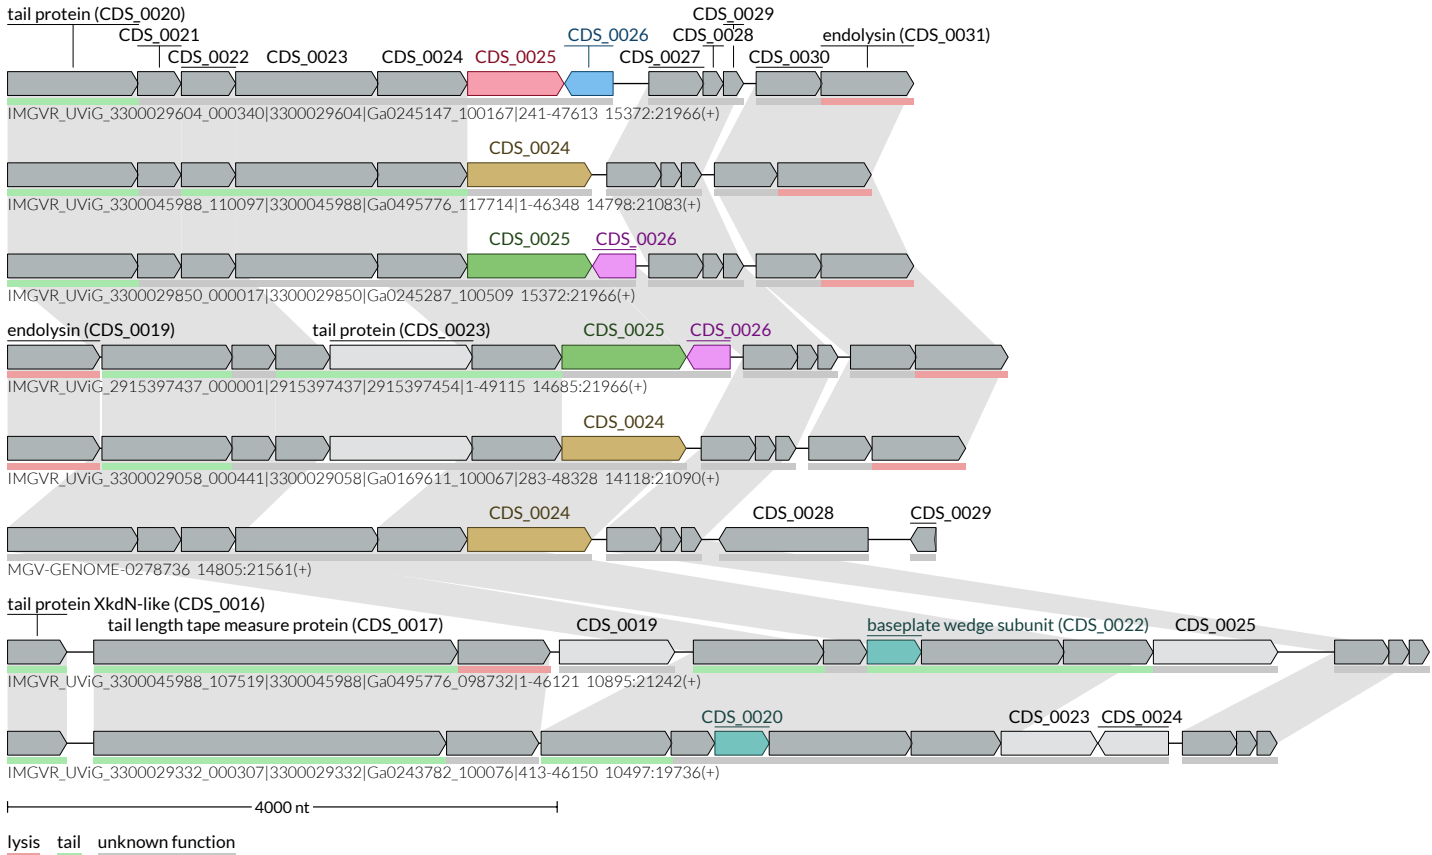 CDS_0029
tail protein (CDS_0020)
CDS_0021
CDS_0026
CDS_0028
endolysin (CDS_0031)
CDS_0022 CDS_0023 CDS_0024 CDS_0025 CDS_0027 CDS_0030
IMGVR_UViG_3300029604_000340|3300029604|Ga0245147_100167|241-47613 15372:21966(+)
CDS_0024
IMGVR_UViG_3300045988_110097|3300045988|Ga0495776_117714|1-46348 14798:21083(+)
CDS_0025 CDS_0026
IMGVR_UViG_3300029850_000017|3300029850|Ga0245287_100509 15372:21966(+)
endolysin (CDS_0019) tail protein (CDS_0023) CDS_0025 CDS_0026
IMGVR_UViG_2915397437_000001|2915397437|2915397454|1-49115 14685:21966(+)
CDS_0024
IMGVR_UViG_3300029058_000441|3300029058|Ga0169611_100067|283-48328 14118:21090(+)
CDS_0024 CDS_0028 CDS_0029
MGV-GENOME-0278736 14805:21561(+)
tail protein XkdN-like (CDS_0016)
tail length tape measure protein (CDS_0017) CDS_0019 baseplate wedge subunit (CDS_0022) CDS_0025
IMGVR_UViG_3300045988_107519|3300045988|Ga0495776_098732|1-46121 10895:21242(+)
CDS_0020 CDS_0023 CDS_0024
IMGVR_UViG_3300029332_000307|3300029332|Ga0243782_100076|413-46150 10497:19736(+)
4000 nt
lysis tail unknown function